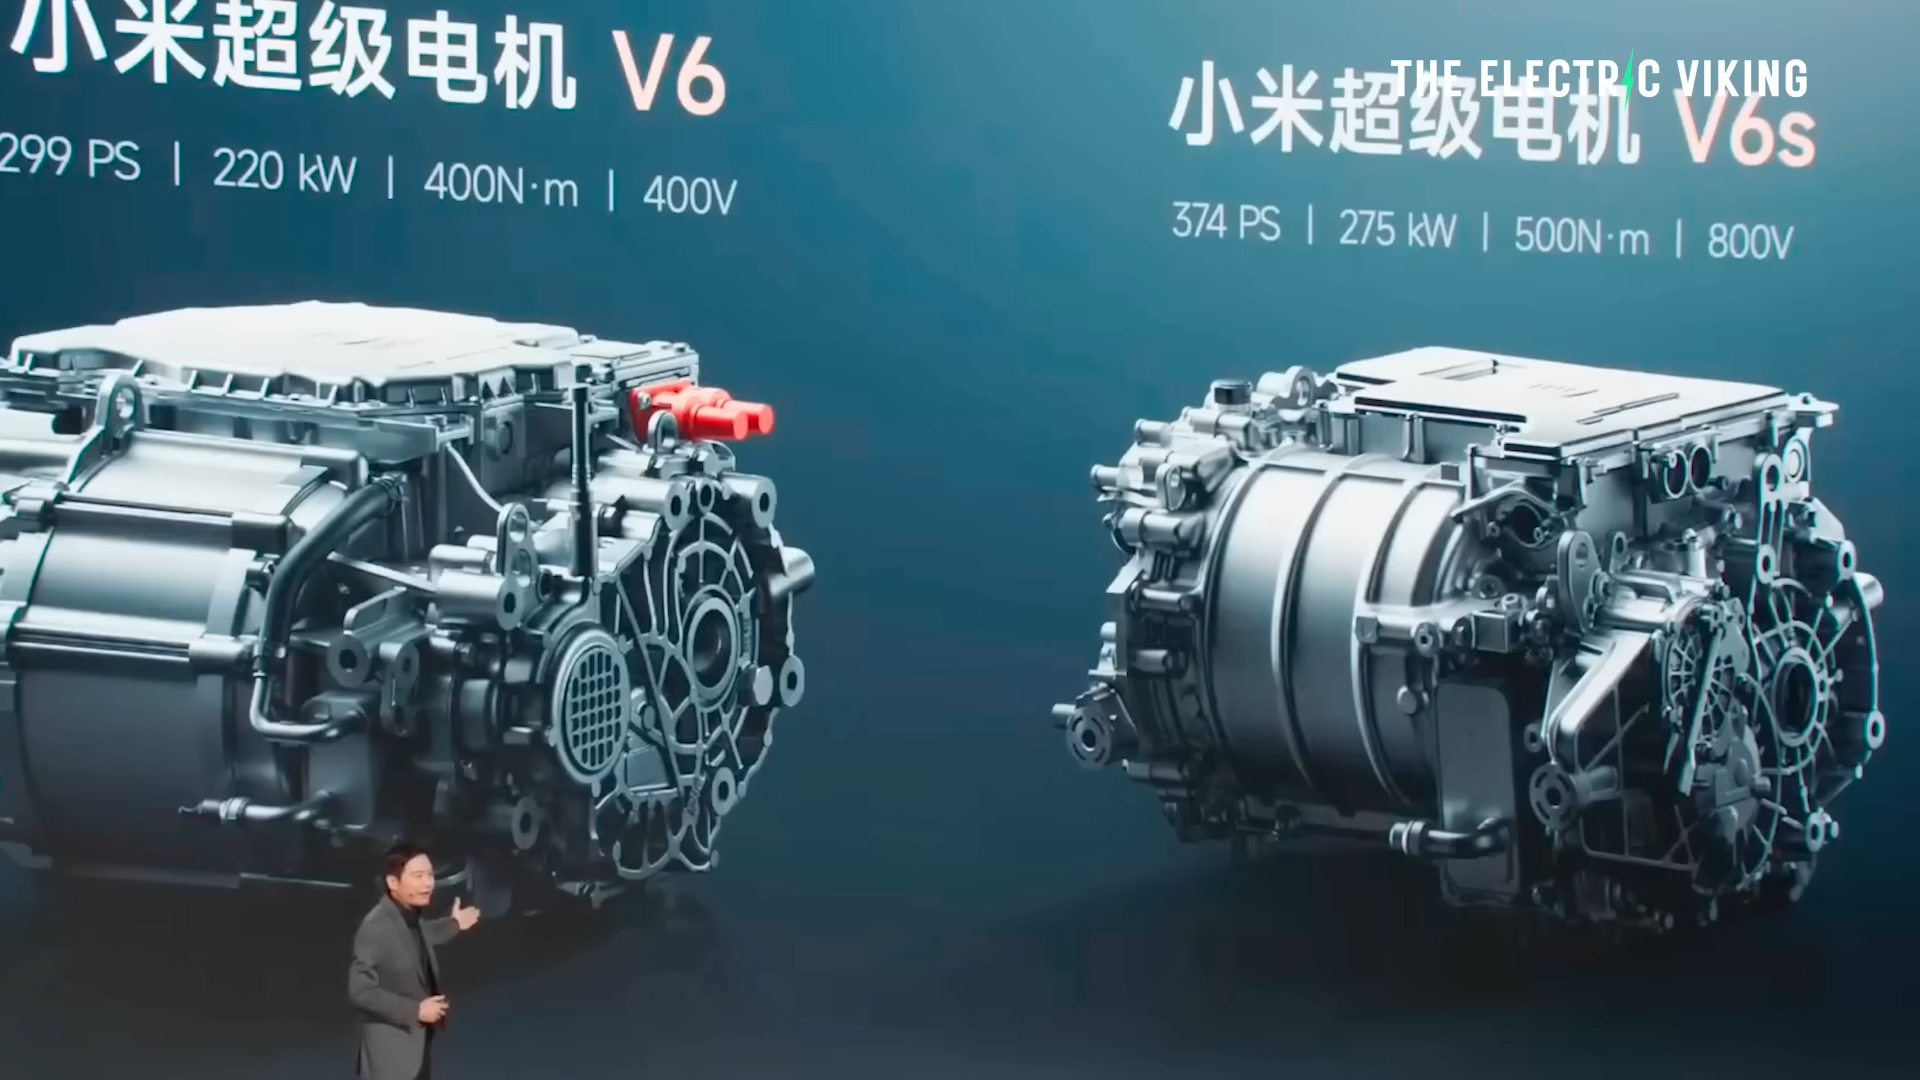 小米超级电机 V6
299 PS | 220 kW | 400N·m | 400V
THE ELECTRIC VIKING
小米超级电机 V6s
374 PS | 275 kW | 500N·m | 800V